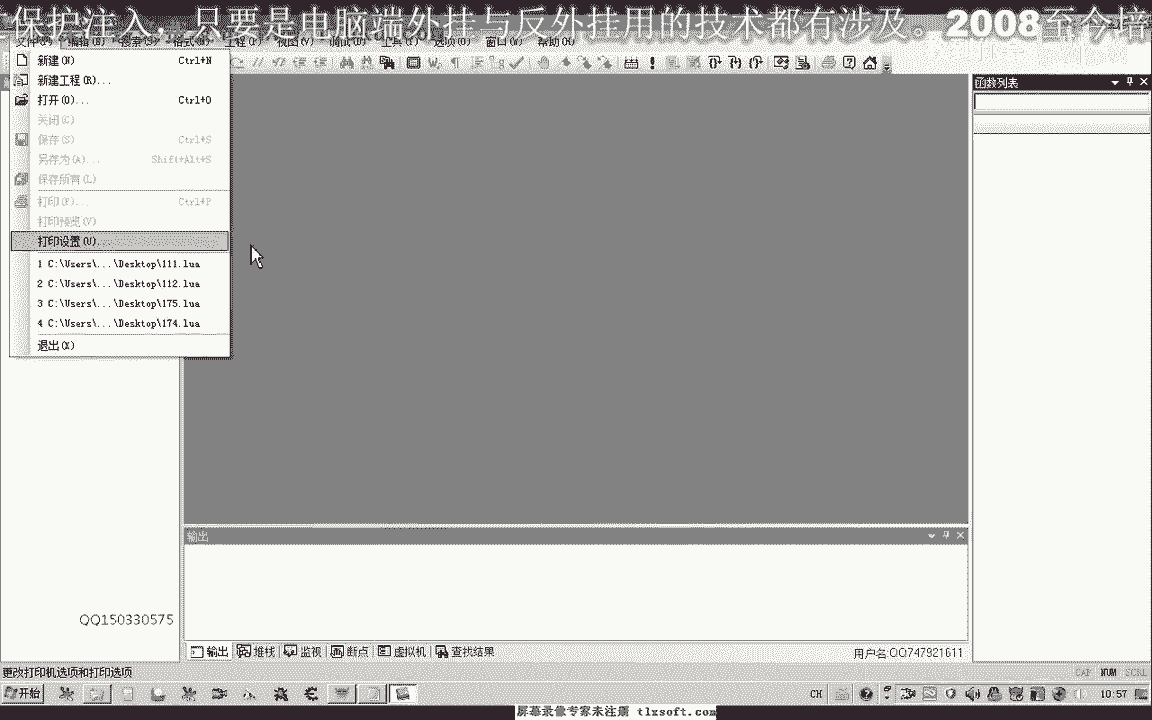 保护注入，只要是电脑端外挂与反外挂用的技术都有涉及。2008至今培
文件(F) 编辑(E) 搜索(S) 格式(F) 工程(P) 视图(V) 调试(D) 工具(T) 选项(O) 窗口(W) 帮助(H)
新建(N) Ctrl+N
新建工程(R)...
打开(O)... Ctrl+O
关闭(C)
保存(S) Ctrl+S
另存为(A)... Shift+Alt+S
保存所有(L)
打印(P)... Ctrl+P
打印预览(V)
打印设置(U)...
1 C:\Users\...\Desktop\111.lua
2 C:\Users\...\Desktop\112.lua
3 C:\Users\...\Desktop\175.lua
4 C:\Users\...\Desktop\174.lua
退出(X)
函数列表
输出
QQ150330575
输出 堆栈 监视 断点 虚拟机 查找结果
用户名:QQ747921611
更改打印机选项和打印选项
CAP NUM SCRL
开始
CH
10:57
屏幕录像专家未注册 tlxsoft.com